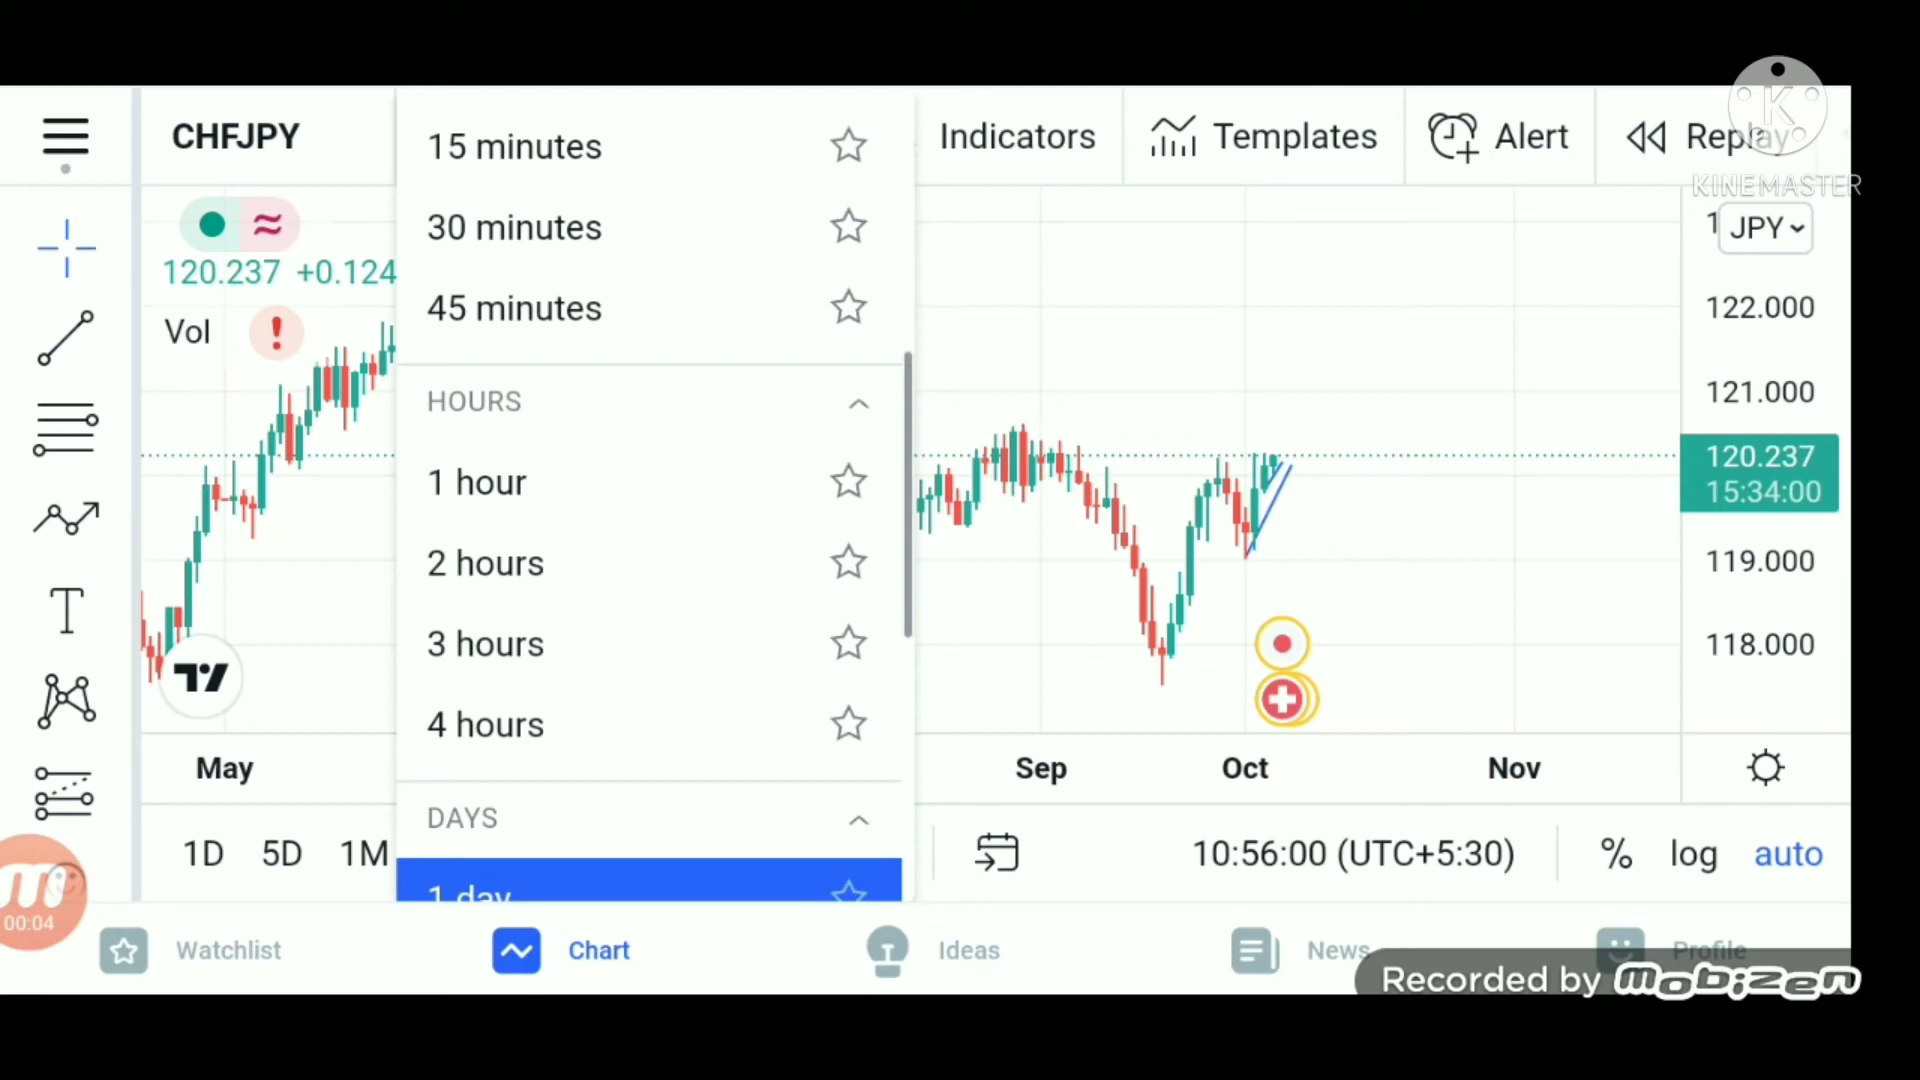 CHFJPY
15 minutes
Indicators
Templates
Alert
Replay
K
KINEMASTER
30 minutes
JPY
120.237 +0.124
45 minutes
122.000
Vol
!
HOURS
121.000
1 hour
120.237
15:34:00
2 hours
119.000
3 hours
118.000
4 hours
May
Sep
Oct
Nov
DAYS
1D 5D 1M
10:56:00 (UTC+5:30)
% log auto
1 day
00:04
Watchlist
Chart
Ideas
News
Profile
Recorded by mobizen